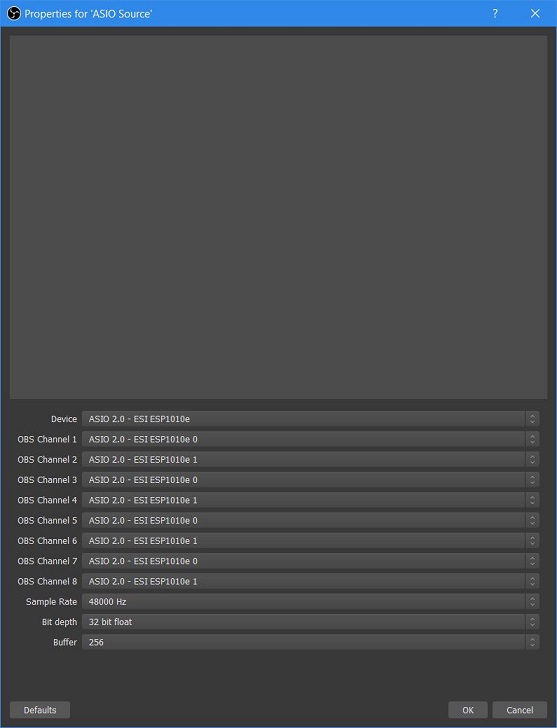 Properties for 'ASIO Source'
?
Device ASIO 2.0 - ESI ESP1010e
OBS Channel 1 ASIO 2.0 - ESI ESP1010e 0
OBS Channel 2 ASIO 2.0 - ESI ESP1010e 1
OBS Channel 3 ASIO 2.0 - ESI ESP1010e 0
OBS Channel 4 ASIO 2.0 - ESI ESP1010e 1
OBS Channel 5 ASIO 2.0 - ESI ESP1010e 0
OBS Channel 6 ASIO 2.0 - ESI ESP1010e 1
OBS Channel 7 ASIO 2.0 - ESI ESP1010e 0
OBS Channel 8 ASIO 2.0 - ESI ESP1010e 1
Sample Rate 48000 Hz
Bit depth 32 bit float
Buffer 256
Defaults OK Cancel